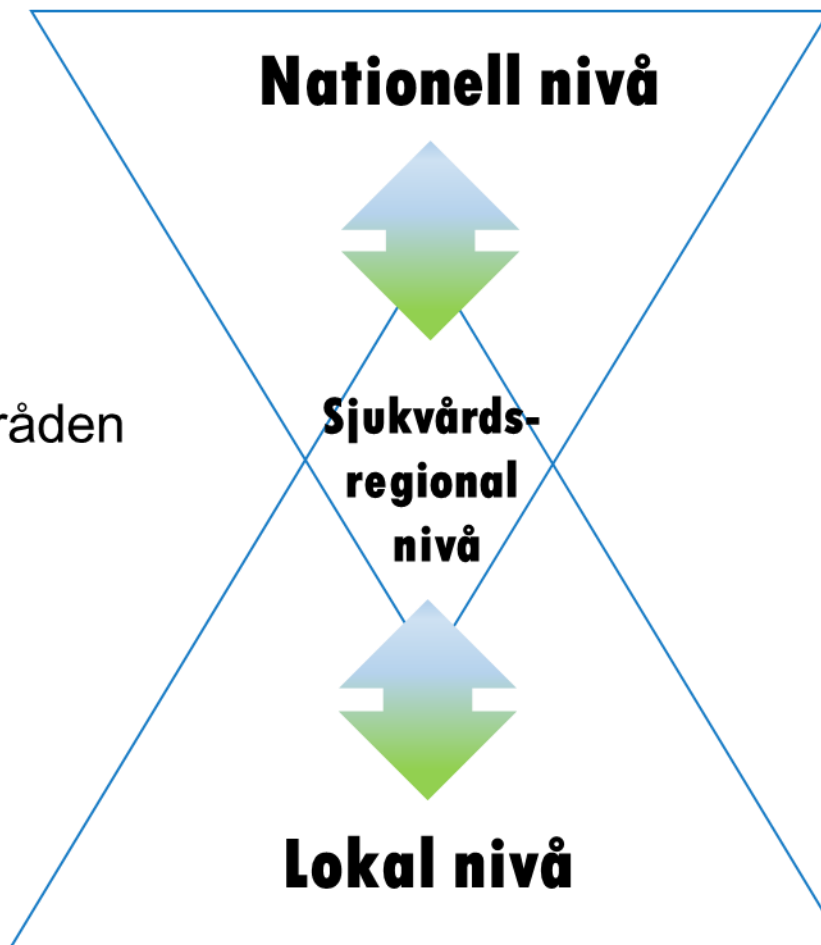 Nationell nivå
råden
Sjukvårds-
regional
nivå
Lokal nivå